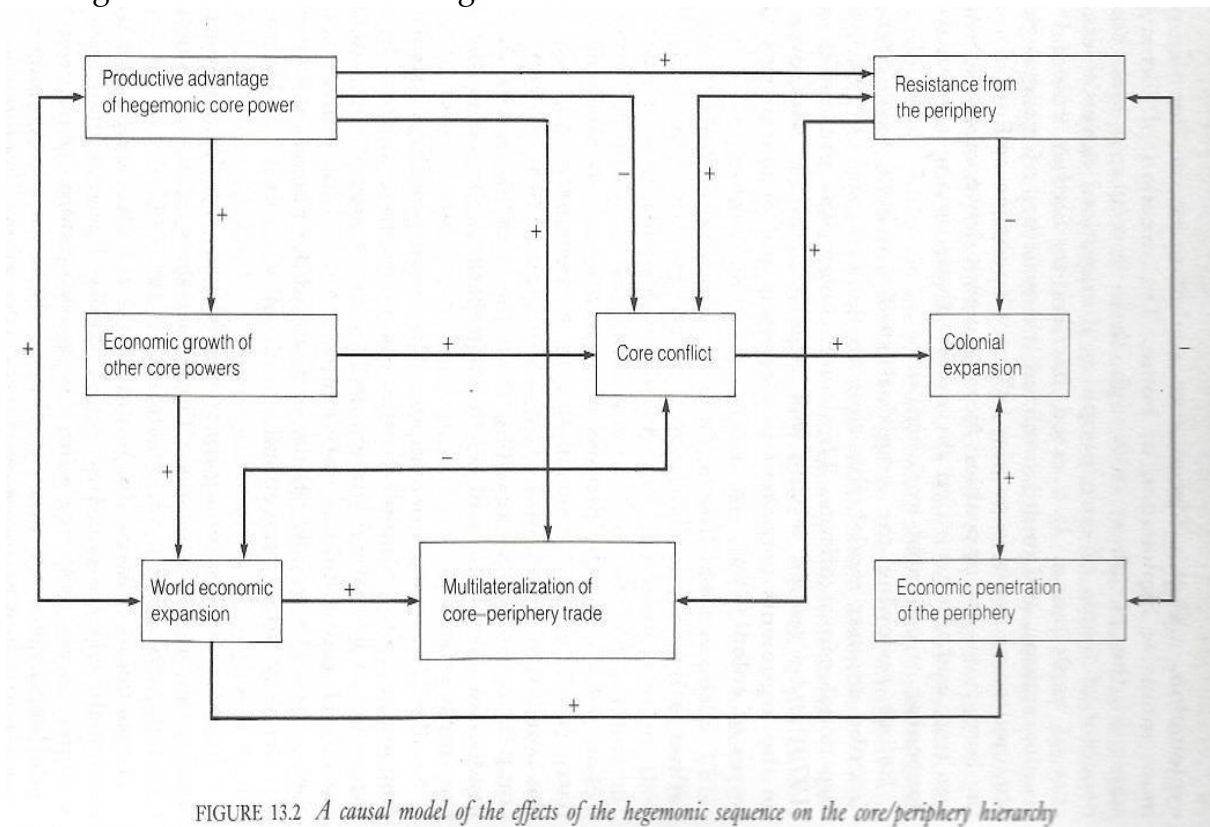 Productive advantage
of hegemonic core power
+
Resistance from
the periphery
−
+
+
−
+
+
−
Economic growth of
other core powers
+
Core conflict
+
Colonial
expansion
+
−
+
−
+
World economic
expansion
+
Multilateralization of
core–periphery trade
Economic penetration
of the periphery
+
FIGURE 13.2 A causal model of the effects of the hegemonic sequence on the core/periphery hierarchy